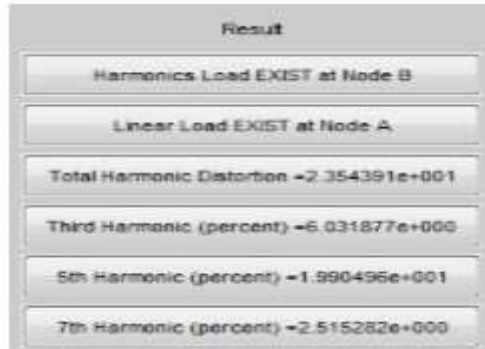 Result
Harmonics Load EXIST at Node B
Linear Load EXIST at Node A
Total Harmonic Distortion =2.354391e+001
Third Harmonic (percent) =6.031877e+000
5th Harmonic (percent) =1.990496e+001
7th Harmonic (percent) =2.515282e+000